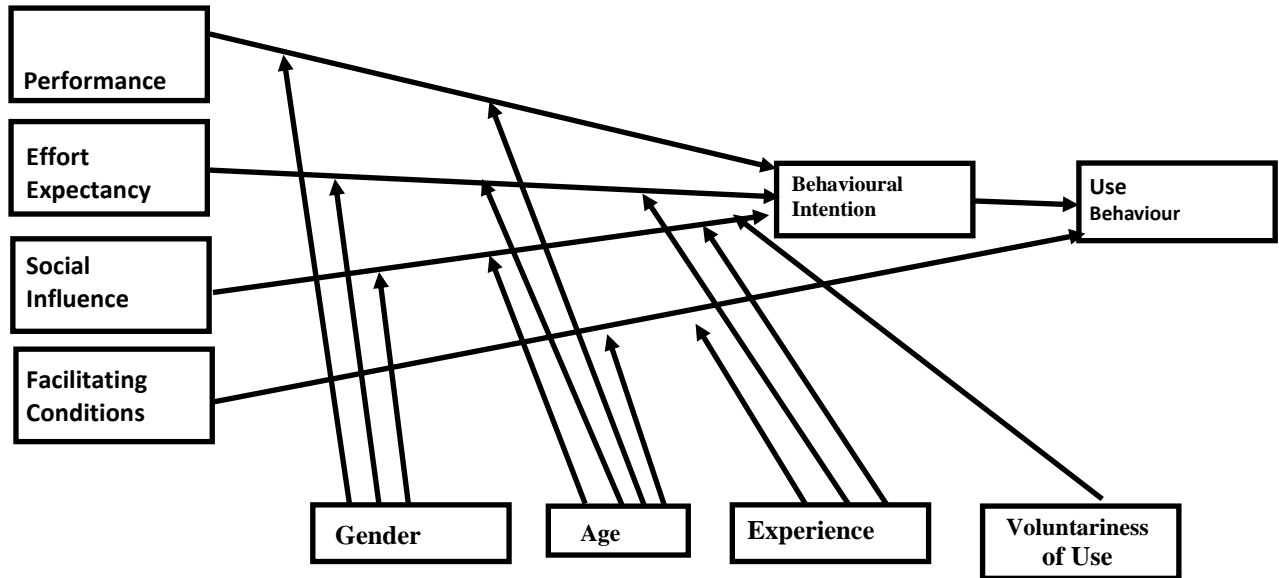 Performance
Effort
Expectancy
Social
Influence
Facilitating
Conditions
Behavioural
Intention
Use
Behaviour
Gender
Age
Experience
Voluntariness
of Use